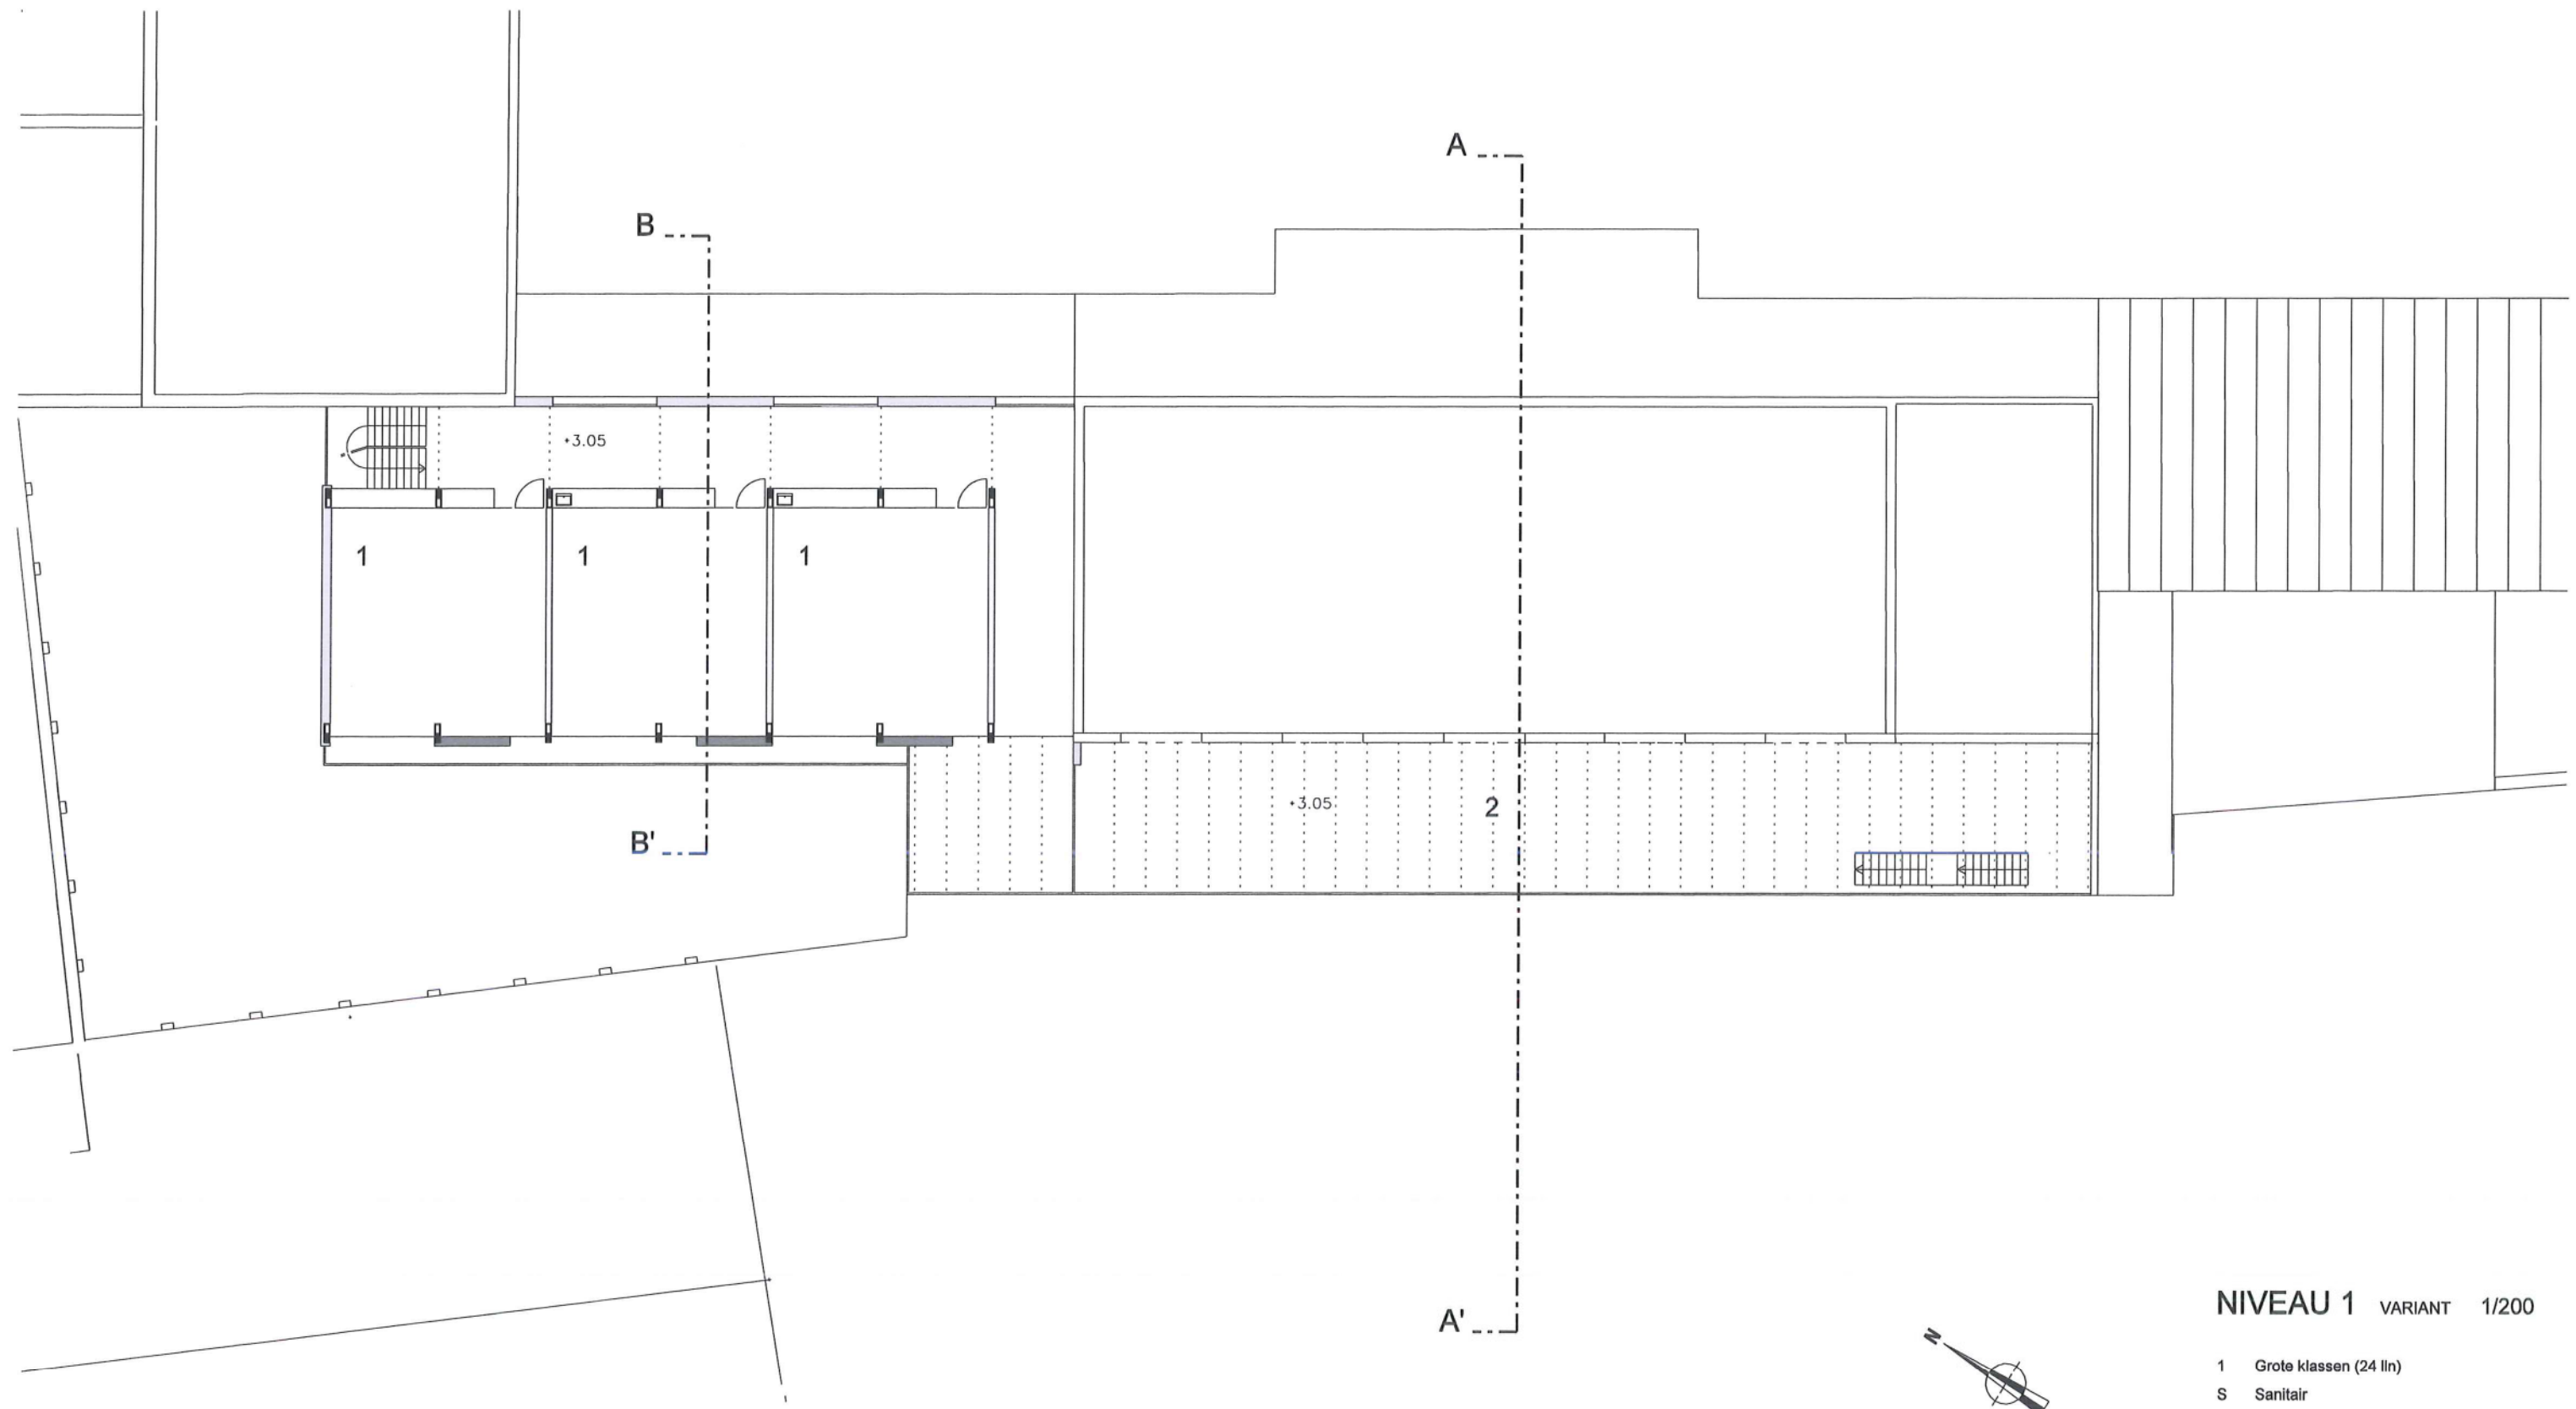 A
B
+3.05
1 1 1
+3.05 2
B'
A'
NIVEAU 1 VARIANT 1/200
N
1 Grote klassen (24 lln)
S Sanitair